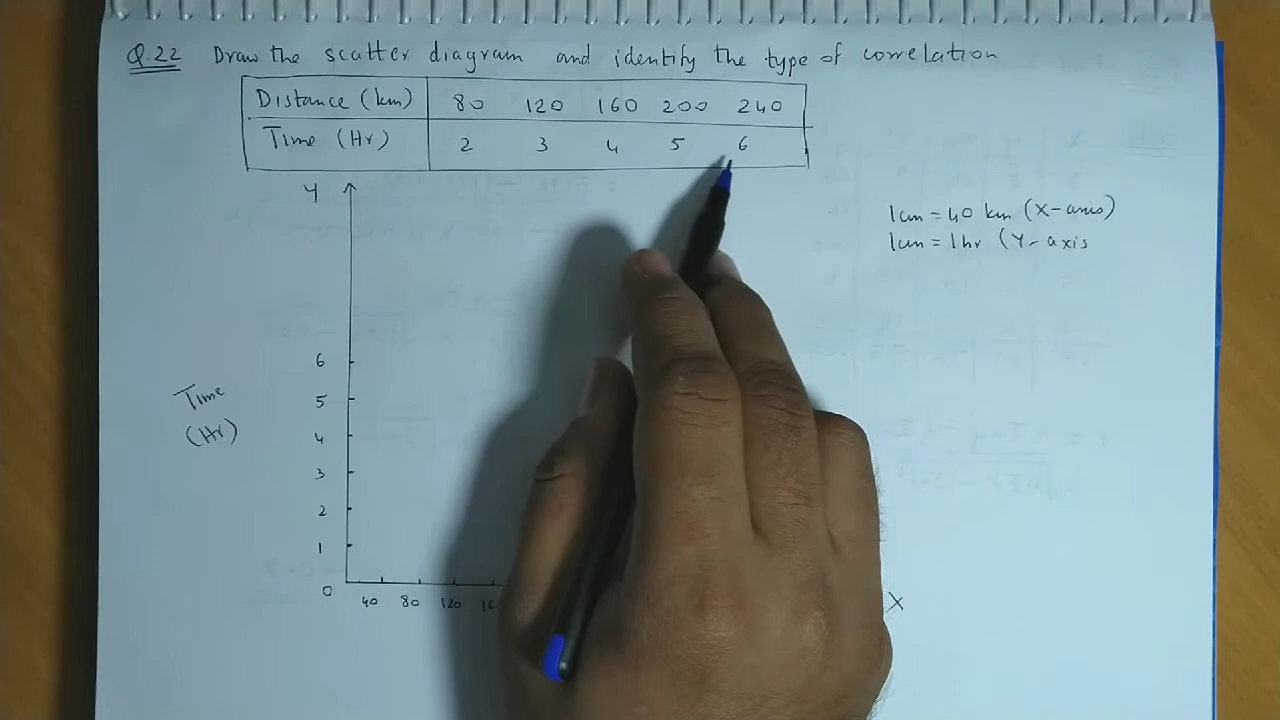 Q.22 Draw the scatter diagram and identify the type of correlation
Distance (km) 80 120 160 200 240
Time (Hr) 2 3 4 5 6
Y
1cm = 40 km (X-axis)
1cm = 1hr (Y-axis
6
Time
5
(Hr)
4
3
2
1
0
40 80 120 16
X